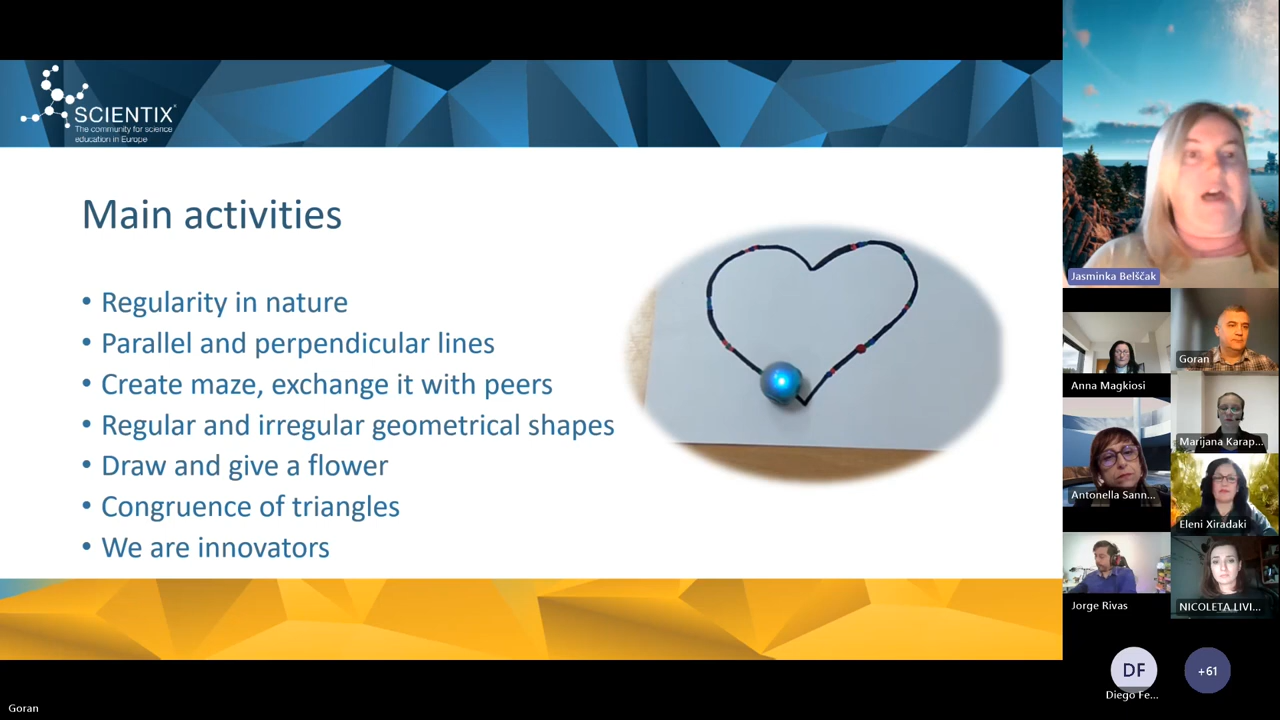 SCIENTIX®
The community for science
education in Europe
Main activities
• Regularity in nature
• Parallel and perpendicular lines
• Create maze, exchange it with peers
• Regular and irregular geometrical shapes
• Draw and give a flower
• Congruence of triangles
• We are innovators
Jasminka Belščak
Anna Magkiosi
Goran
Marijana Karap...
Antonella Sann...
Eleni Xiradaki
Jorge Rivas
NICOLETA LIVI...
DF
Diego Fe...
+61
Goran